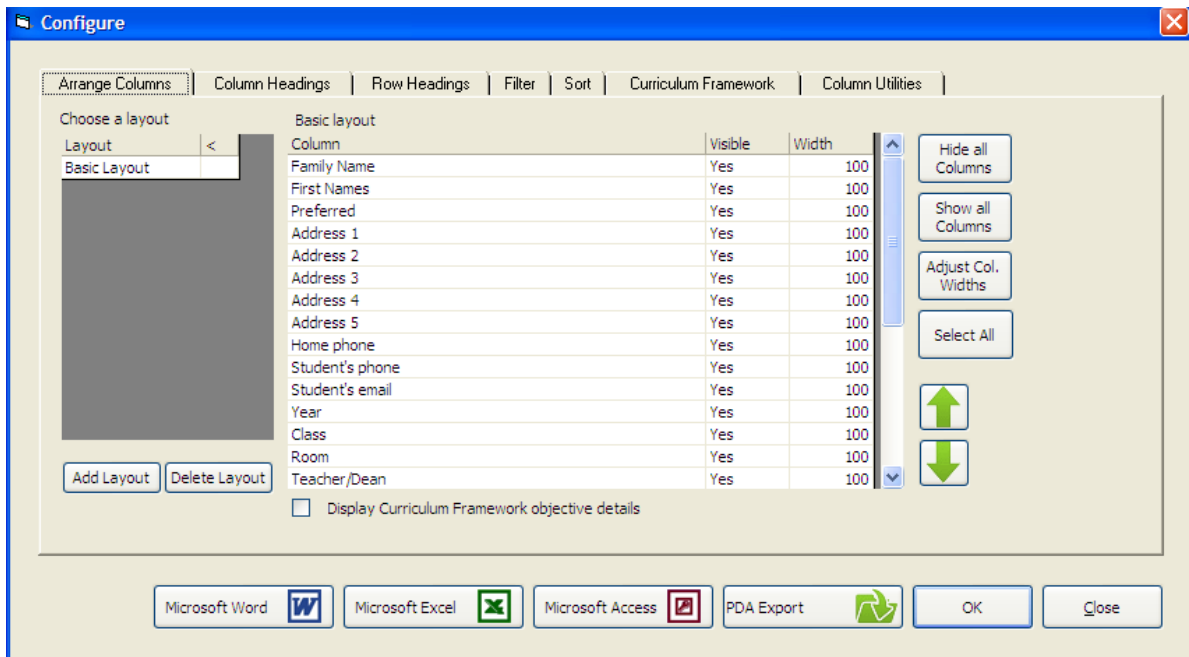 Configure
Arrange Columns Column Headings Row Headings Filter Sort Curriculum Framework Column Utilities
Choose a layout
Basic layout
Layout <
Basic Layout
Column Visible Width
Family Name Yes 100
First Names Yes 100
Preferred Yes 100
Address 1 Yes 100
Address 2 Yes 100
Address 3 Yes 100
Address 4 Yes 100
Address 5 Yes 100
Home phone Yes 100
Student's phone Yes 100
Student's email Yes 100
Year Yes 100
Class Yes 100
Room Yes 100
Teacher/Dean Yes 100
Hide all
Columns
Show all
Columns
Adjust Col.
Widths
Select All
Add Layout Delete Layout
Display Curriculum Framework objective details
Microsoft Word Microsoft Excel Microsoft Access PDA Export OK Close